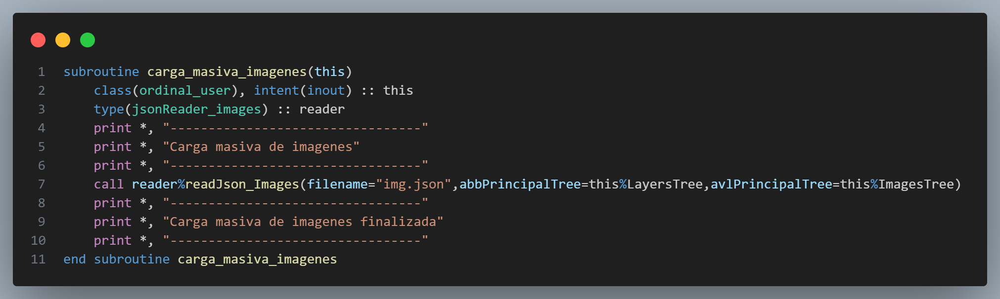 1 subroutine carga_masiva_imagenes(this)
2     class(ordinal_user), intent(inout) :: this
3     type(jsonReader_images) :: reader
4     print *, "---------------------------------"
5     print *, "Carga masiva de imagenes"
6     print *, "---------------------------------"
7     call reader%readJson_Images(filename="img.json",abbPrincipalTree=this%LayersTree,avlPrincipalTree=this%ImagesTree)
8     print *, "---------------------------------"
9     print *, "Carga masiva de imagenes finalizada"
10     print *, "---------------------------------"
11 end subroutine carga_masiva_imagenes